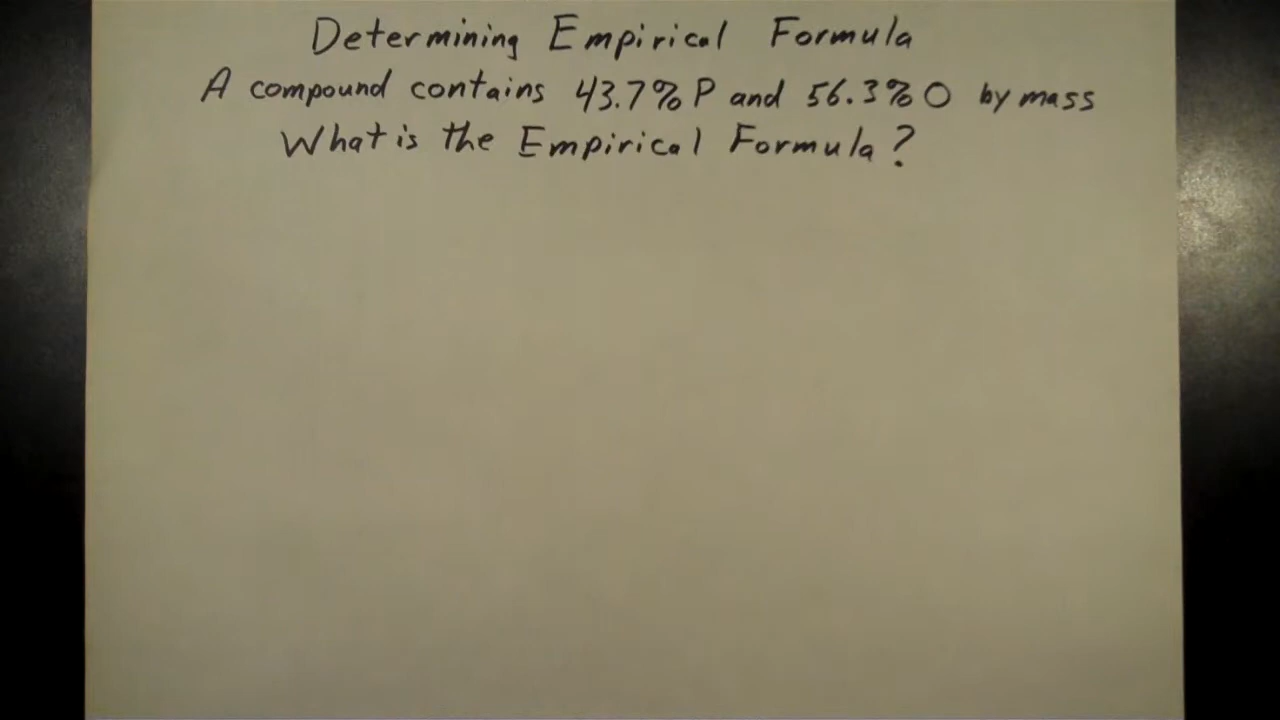 Determining Empirical Formula
A compound contains 43.7% P and 56.3% O by mass
What is the Empirical Formula?